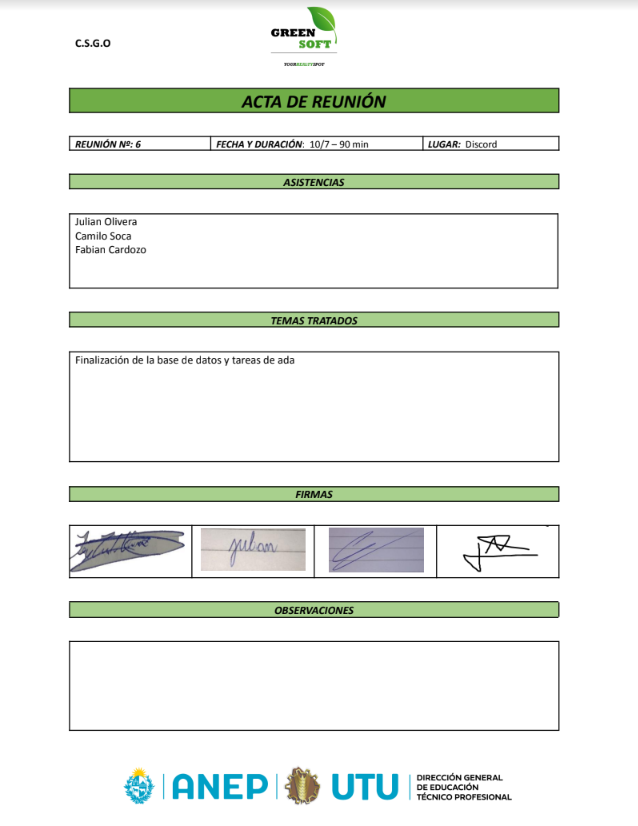 C.S.G.O
GREEN
SOFT
YOURHEALTYSPOT
ACTA DE REUNIÓN
REUNIÓN Nº: 6
FECHA Y DURACIÓN: 10/7 – 90 min
LUGAR: Discord
ASISTENCIAS
Julian Olivera
Camilo Soca
Fabian Cardozo
TEMAS TRATADOS
Finalización de la base de datos y tareas de ada
FIRMAS
julian
OBSERVACIONES
ANEP
UTU
DIRECCIÓN GENERAL
DE EDUCACIÓN
TÉCNICO PROFESIONAL